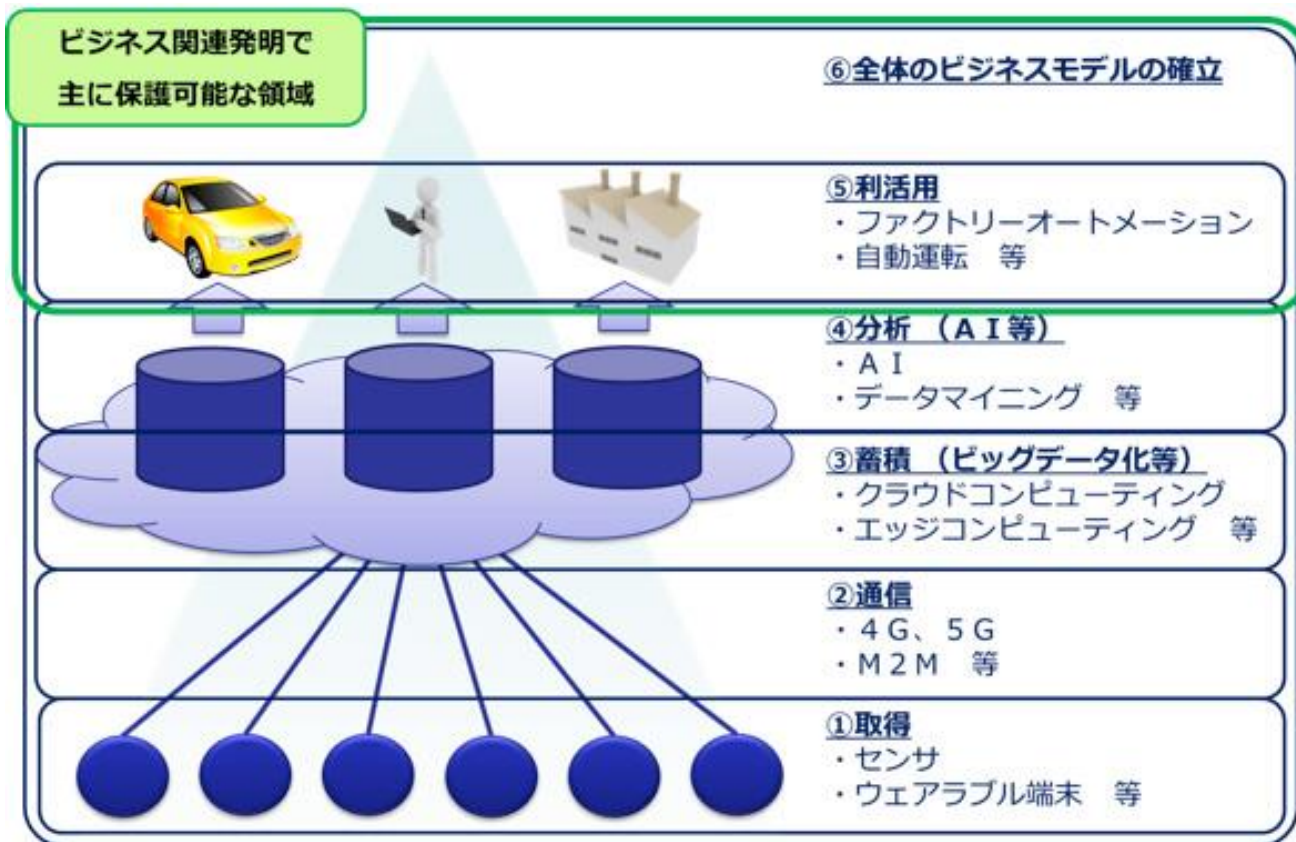 ビジネス関連発明で
主に保護可能な領域
⑥全体のビジネスモデルの確立
⑤利活用
・ファクトリーオートメーション
・自動運転　等
④分析　（ＡＩ等）
・ＡＩ
・データマイニング　等
③蓄積　（ビッグデータ化等）
・クラウドコンピューティング
・エッジコンピューティング　等
②通信
・４Ｇ、５Ｇ
・Ｍ２Ｍ　等
①取得
・センサ
・ウェアラブル端末　等